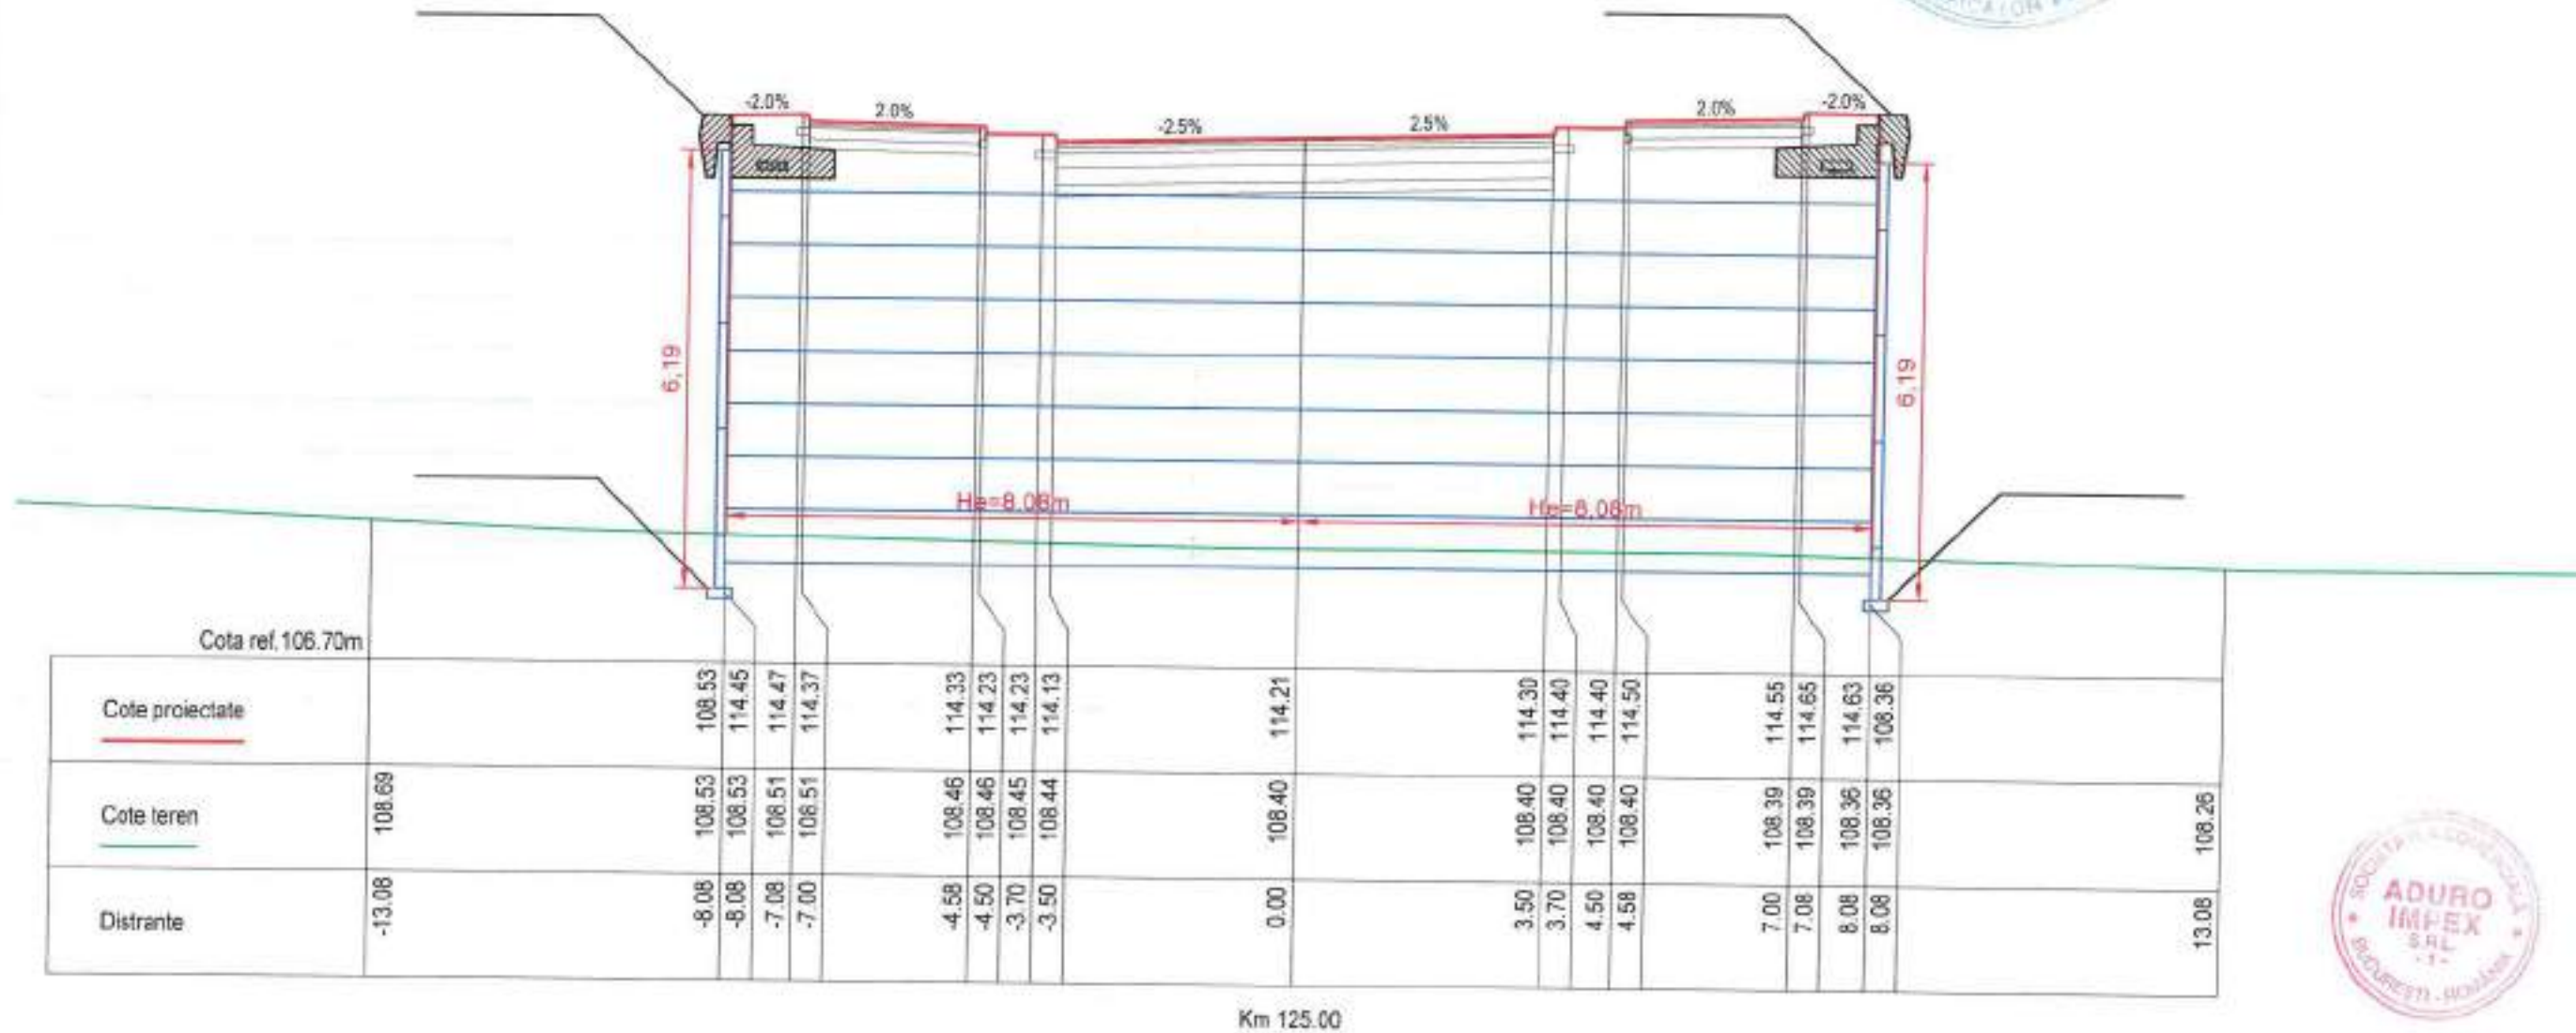 -2.0%
2.0%
-2.5%
2.5%
2.0%
-2.0%
6,19
6,19
He=8.08m
He=8,08m
Cota ref.106.70m
Cote proiectate
108.53 114.45 114.47 114.37 114.33 114.23 114.23 114.13 114.21 114.30 114.40 114.40 114.50 114.55 114.65 114.63 108.36
Cote teren
108.69 108.53 108.53 108.51 108.51 108.46 108.46 108.45 108.44 108.40 108.40 108.40 108.40 108.40 108.39 108.39 108.36 108.36 108.26
Distrante
-13.08 -8.08 -8.08 -7.08 -7.00 -4.58 -4.50 -3.70 -3.50 0.00 3.50 3.70 4.50 4.58 7.00 7.08 8.08 8.08 13.08
Km 125.00
ADURO
IMPEX
SRL
-1-
BUCUREȘTI - ROMÂNIA